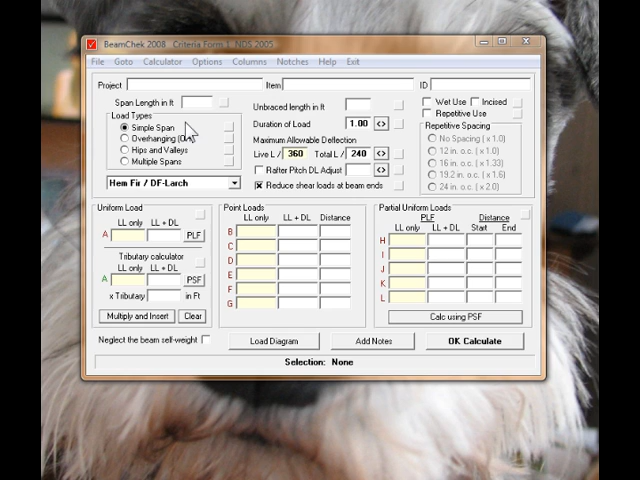 BeamChek 2008 Criteria Form 1 NDS 2005
File Goto Calculator Options Columns Notches Help Exit
Project Item ID
Span Length in ft
Load Types
Simple Span
Overhanging
Hips and Valleys
Multiple Spans
Hem Fir / DF-Larch
Unbraced length in ft
Duration of Load 1.00 <>
Maximum Allowable Deflection
Live L / 360 Total L / 240 <>
Rafter Pitch DL Adjust <>
Reduce shear loads at beam ends
Wet Use Incised
Repetitive Use
Repetitive Spacing
No Spacing ( x 1.0)
12 in. o.c. ( x 1.0)
16 in o.c. ( x 1.33)
19.2 in o.c. ( x 1.6)
24 in o.c. ( x 2.0)
Uniform Load
LL only LL + DL
A PLF
Tributary calculator
LL only LL + DL
A PSF
x Tributary in Ft
Multiply and Insert Clear
Point Loads
LL only LL + DL Distance
B
C
D
E
F
G
Partial Uniform Loads
PLF Distance
LL only LL + DL Start End
H
I
J
K
L
Calc using PSF
Neglect the beam self-weight
Load Diagram Add Notes OK Calculate
Selection: None